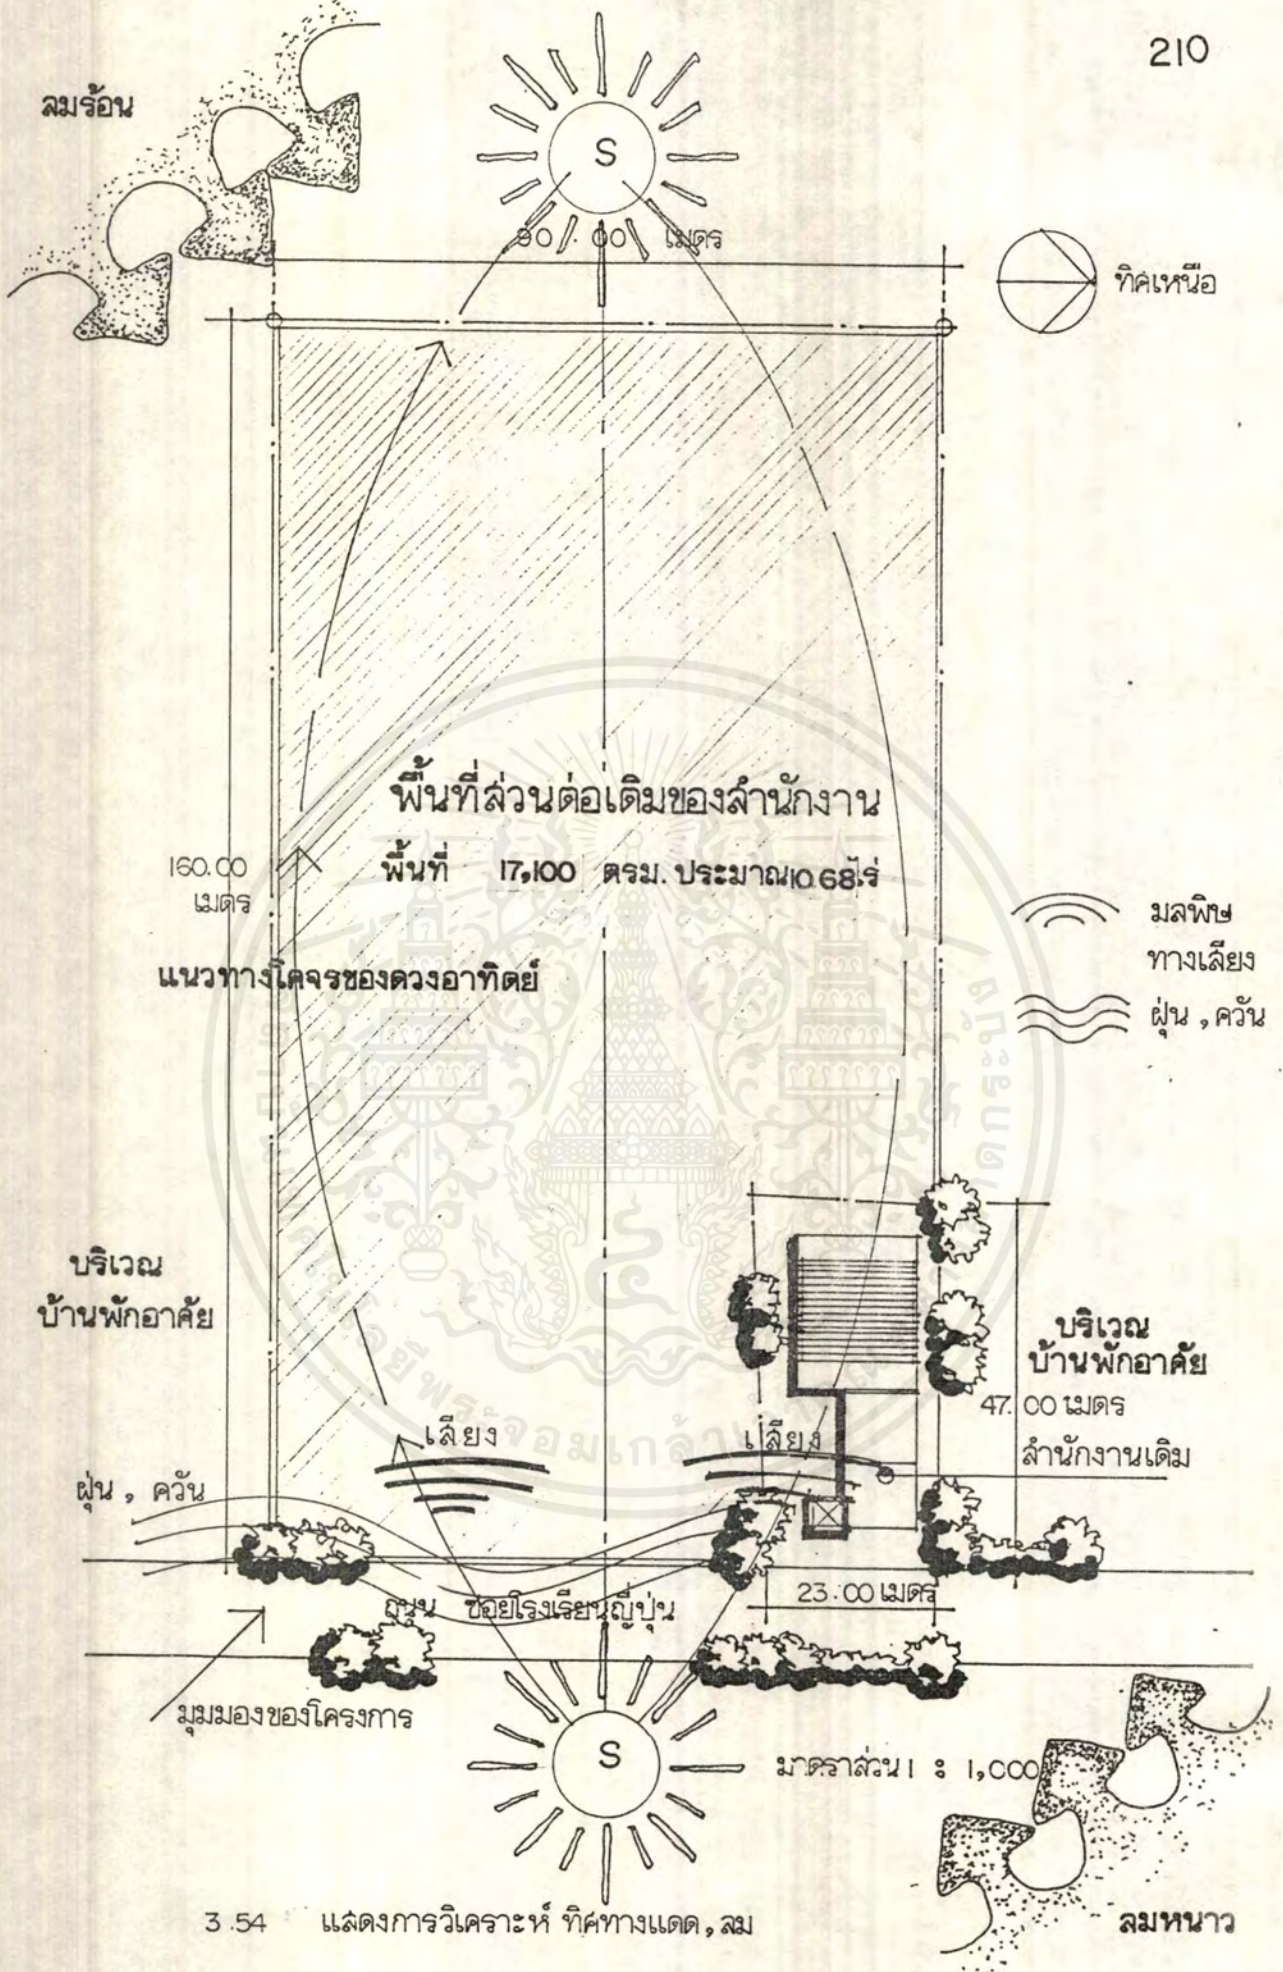 210
ลมร้อน
S
90.00 เมตร
ทิศเหนือ
พื้นที่ส่วนต่อเติมของสำนักงาน
พื้นที่ 17,100 ตรม. ประมาณ 10.68 ไร่
160.00
เมตร
มลพิษ
ทางเสียง
แนวทางโคจรของดวงอาทิตย์
ฝุ่น , ควัน
บริเวณ
บ้านพักอาศัย
บริเวณ
บ้านพักอาศัย
47.00 เมตร
เสียง
เสียง
สำนักงานเดิม
ฝุ่น , ควัน
ถนน ซอยโรงเรียนญี่ปุ่น
23.00 เมตร
มุมมองของโครงการ
S
มาตราส่วน 1 : 1,000
3.54 แสดงการวิเคราะห์ ทิศทางแดด, ลม
ลมหนาว